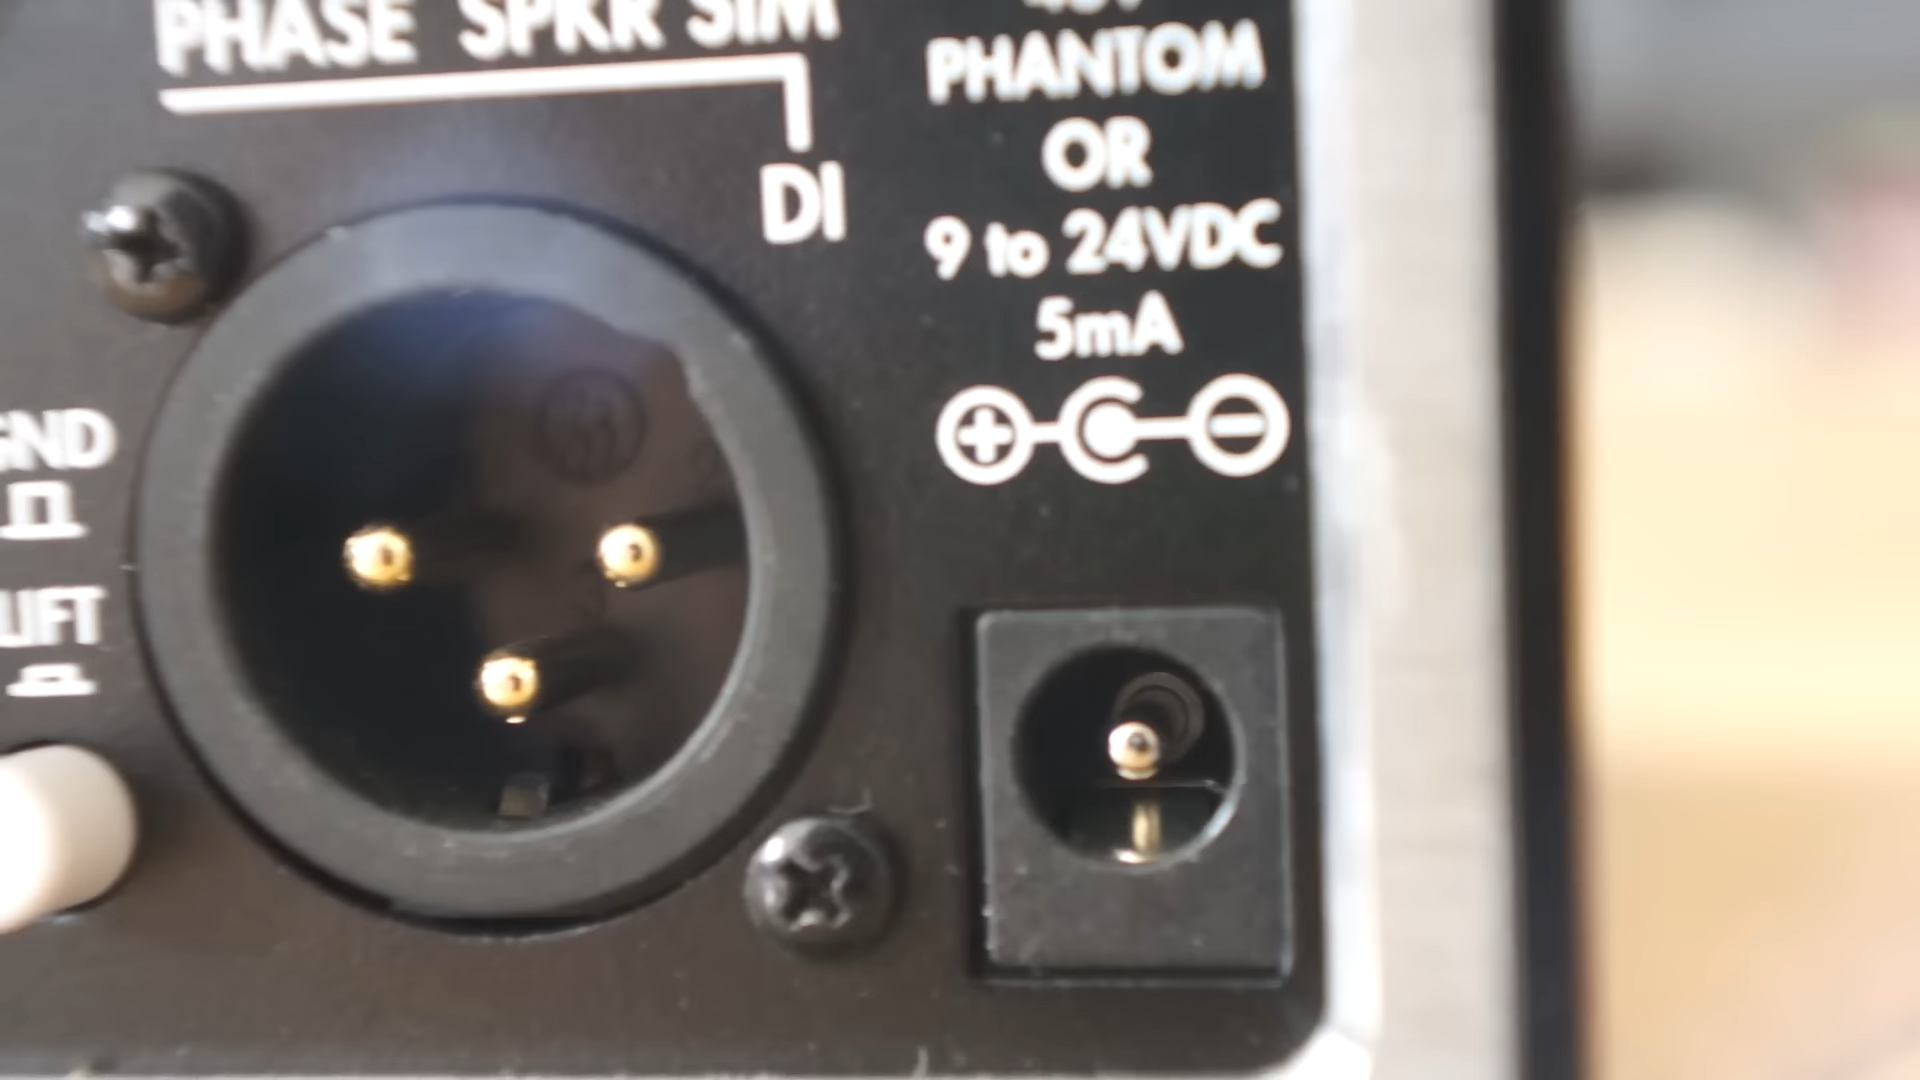 PHASE SPKR SIM
DI
PHANTOM
OR
9 to 24VDC
5mA
GND
LIFT